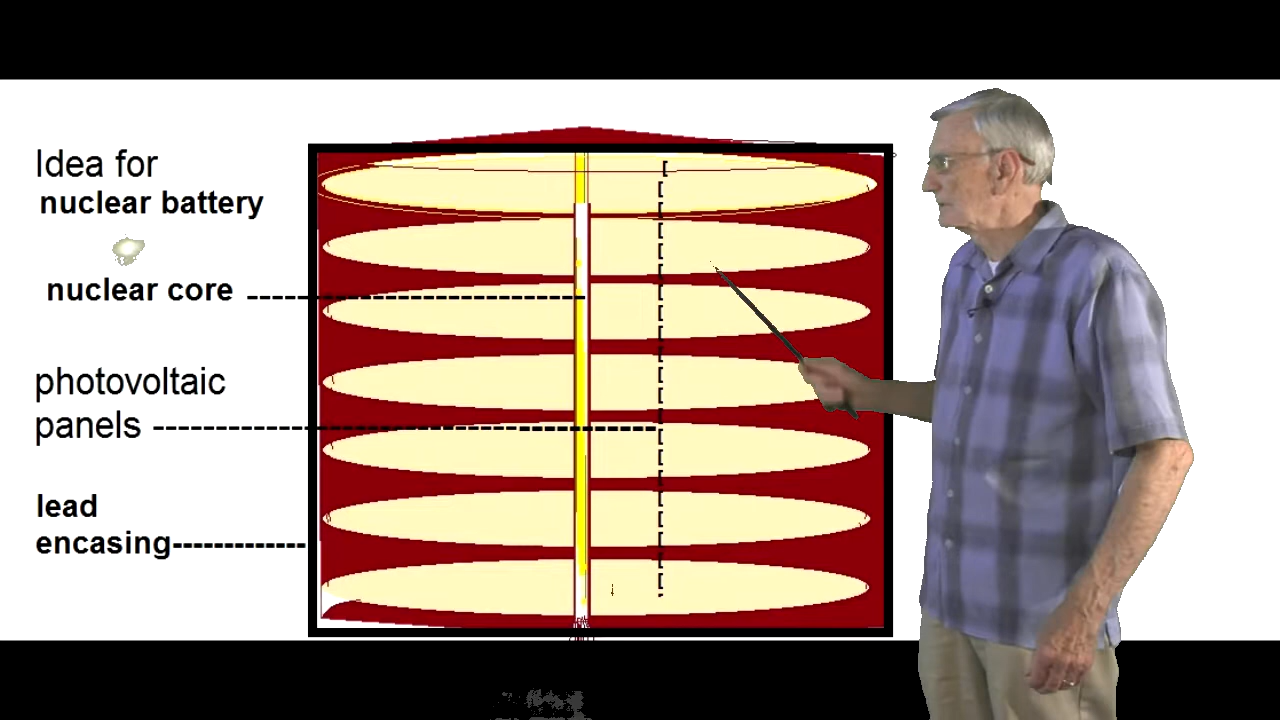 Idea for
nuclear battery
nuclear core
photovoltaic
panels
lead
encasing